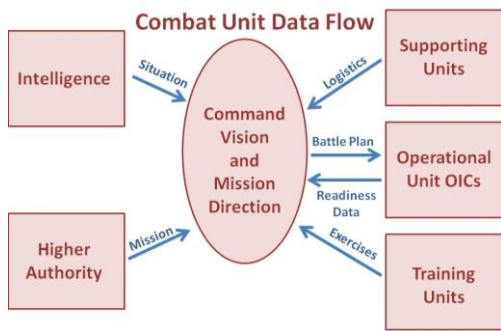 Combat Unit Data Flow
Intelligence
Situation
Command
Vision
and
Mission
Direction
Logistics
Supporting
Units
Battle Plan
Operational
Unit OICs
Readiness
Data
Higher
Authority
Mission
Exercises
Training
Units